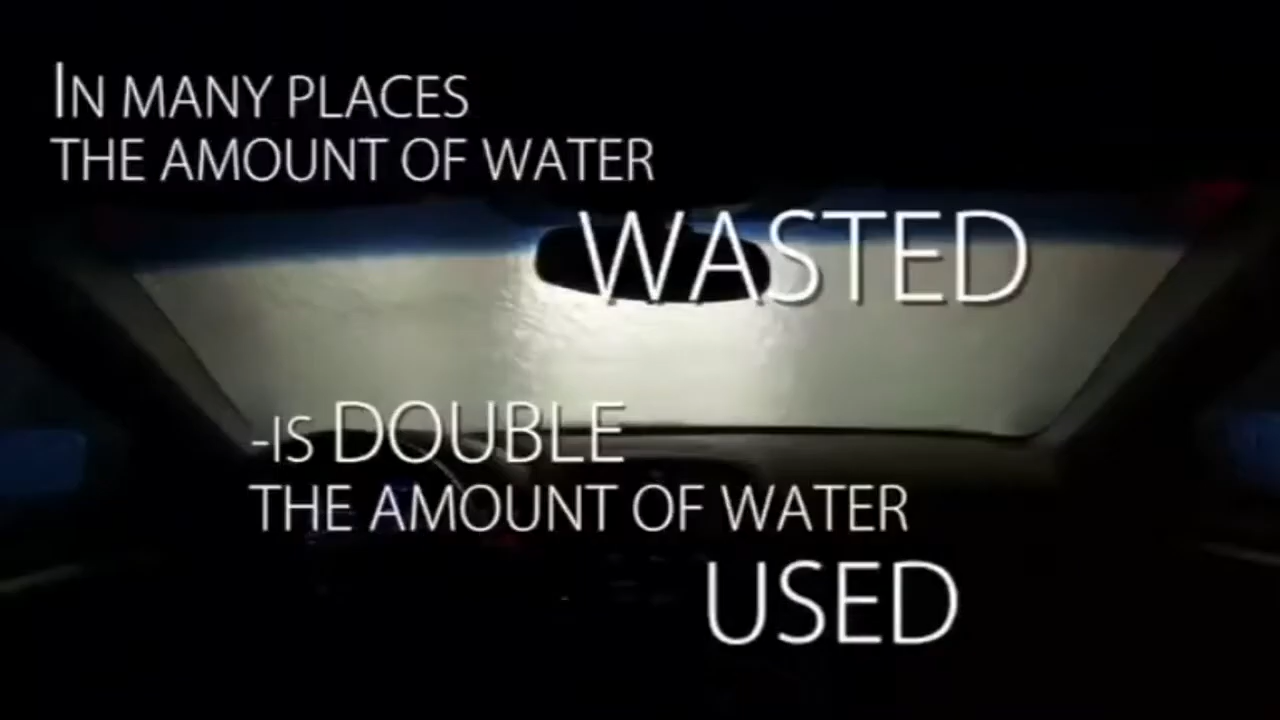 IN MANY PLACES
THE AMOUNT OF WATER
WASTED
-IS DOUBLE
THE AMOUNT OF WATER
USED